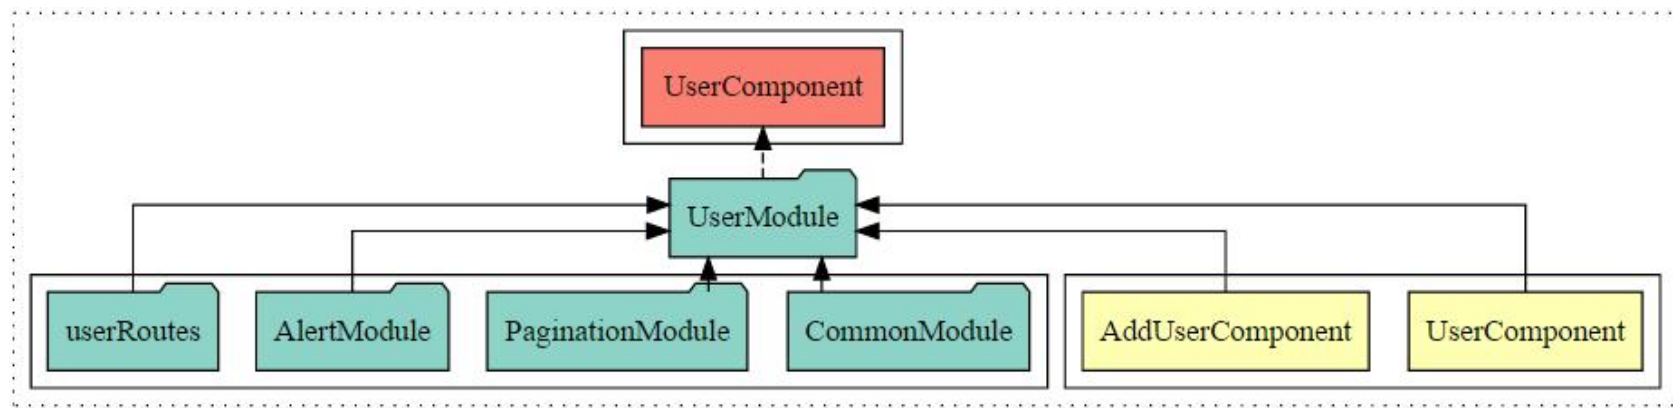 UserComponent
UserModule
userRoutes
AlertModule
PaginationModule
CommonModule
AddUserComponent
UserComponent